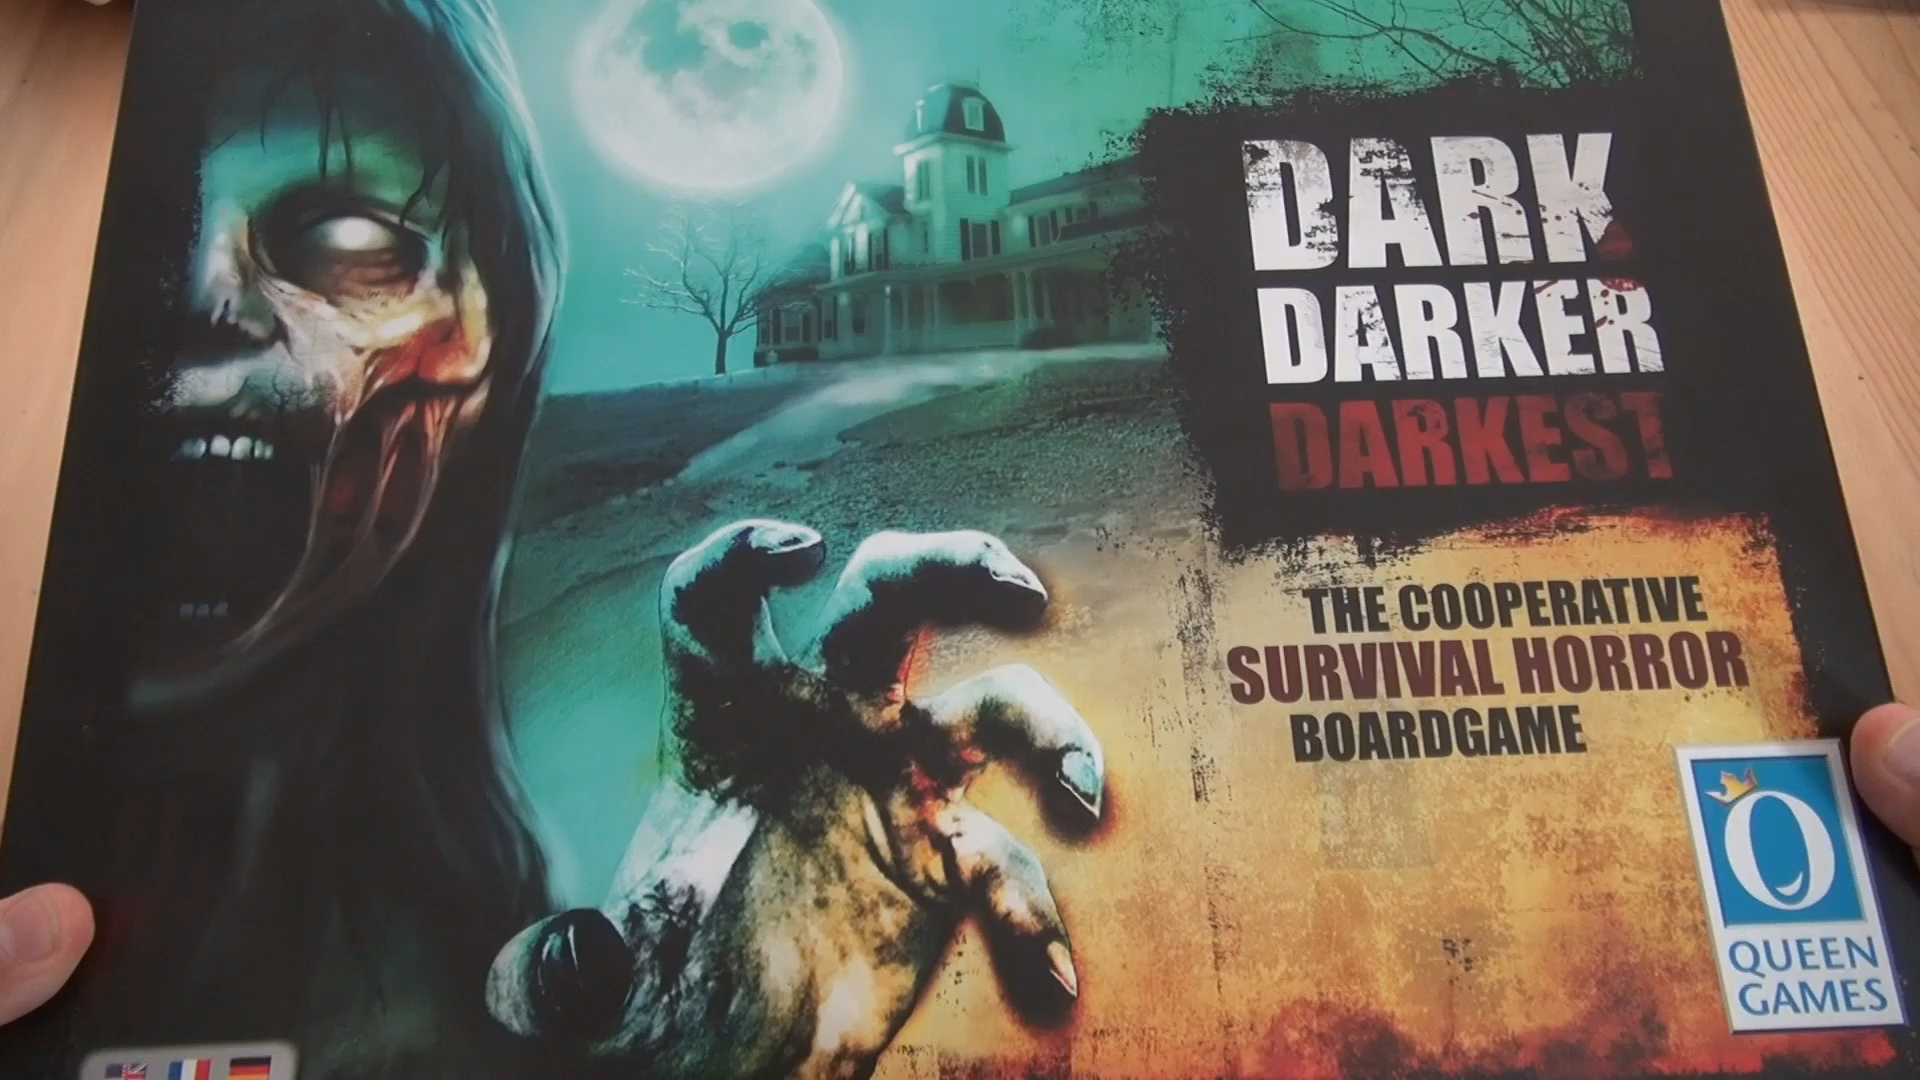 DARK
DARKER
DARKEST
THE COOPERATIVE
SURVIVAL HORROR
BOARDGAME
Q
QUEEN
GAMES